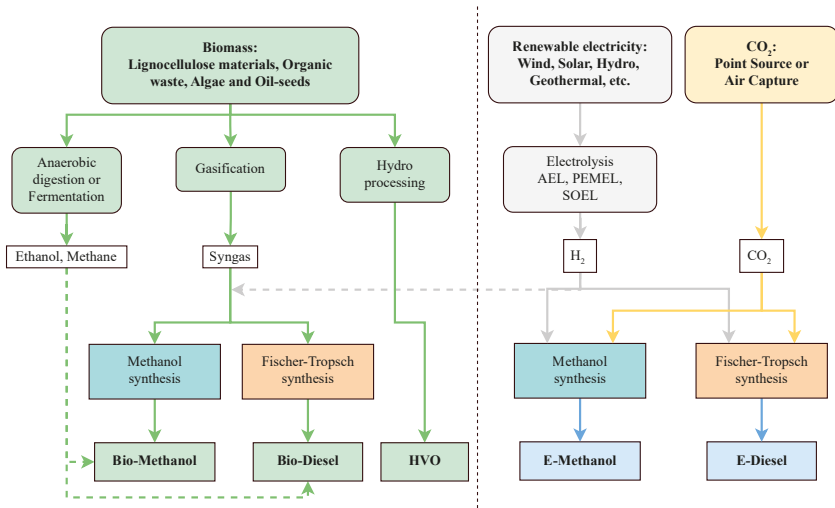 Biomass:
Lignocellulose materials, Organic
waste, Algae and Oil-seeds
Renewable electricity:
Wind, Solar, Hydro,
Geothermal, etc.
CO₂:
Point Source or
Air Capture
Anaerobic
digestion or
Fermentation
Gasification
Hydro
processing
Electrolysis
AEL, PEMEL,
SOEL
Ethanol, Methane
Syngas
H₂
CO₂
Methanol
synthesis
Fischer-Tropsch
synthesis
Methanol
synthesis
Fischer-Tropsch
synthesis
Bio-Methanol
Bio-Diesel
HVO
E-Methanol
E-Diesel